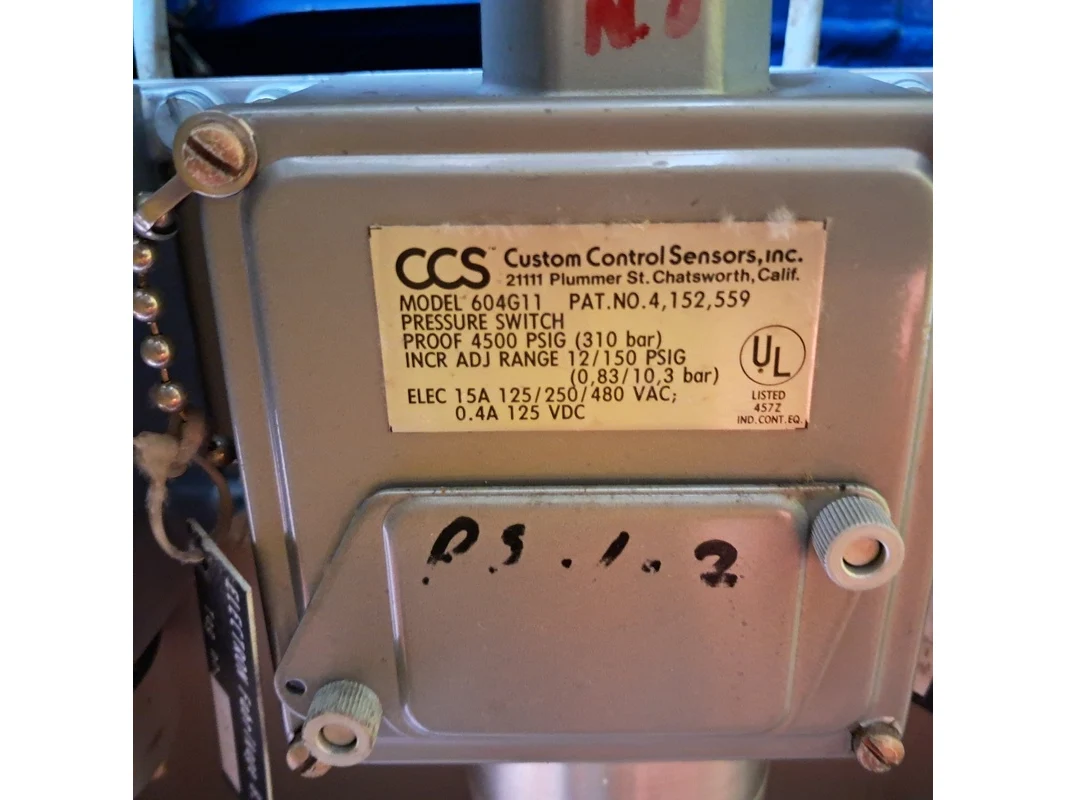 N.O
CCS™ Custom Control Sensors, inc.
21111 Plummer St. Chatsworth, Calif.
MODEL 604G11 PAT.NO.4,152,559
PRESSURE SWITCH
PROOF 4500 PSIG (310 bar)
INCR ADJ RANGE 12/150 PSIG
(0,83/10,3 bar)
ELEC 15A 125/250/480 VAC;
0.4A 125 VDC
UL
LISTED
457Z
IND. CONT. EQ.
P.S.1.2